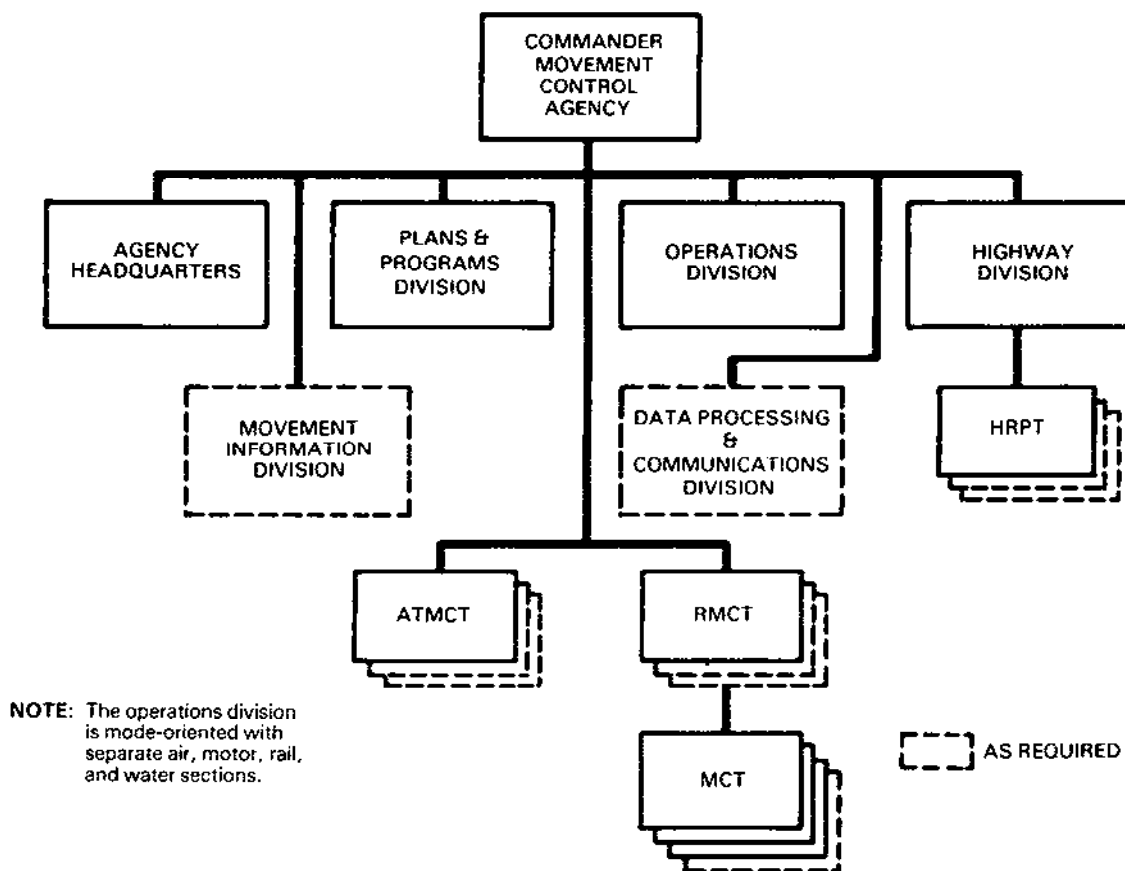 COMMANDER
MOVEMENT
CONTROL
AGENCY
AGENCY
HEADQUARTERS
PLANS &
PROGRAMS
DIVISION
OPERATIONS
DIVISION
HIGHWAY
DIVISION
MOVEMENT
INFORMATION
DIVISION
DATA PROCESSING
&
COMMUNICATIONS
DIVISION
HRPT
ATMCT
RMCT
NOTE: The operations division
is mode-oriented with
separate air, motor, rail,
and water sections.
MCT
AS REQUIRED